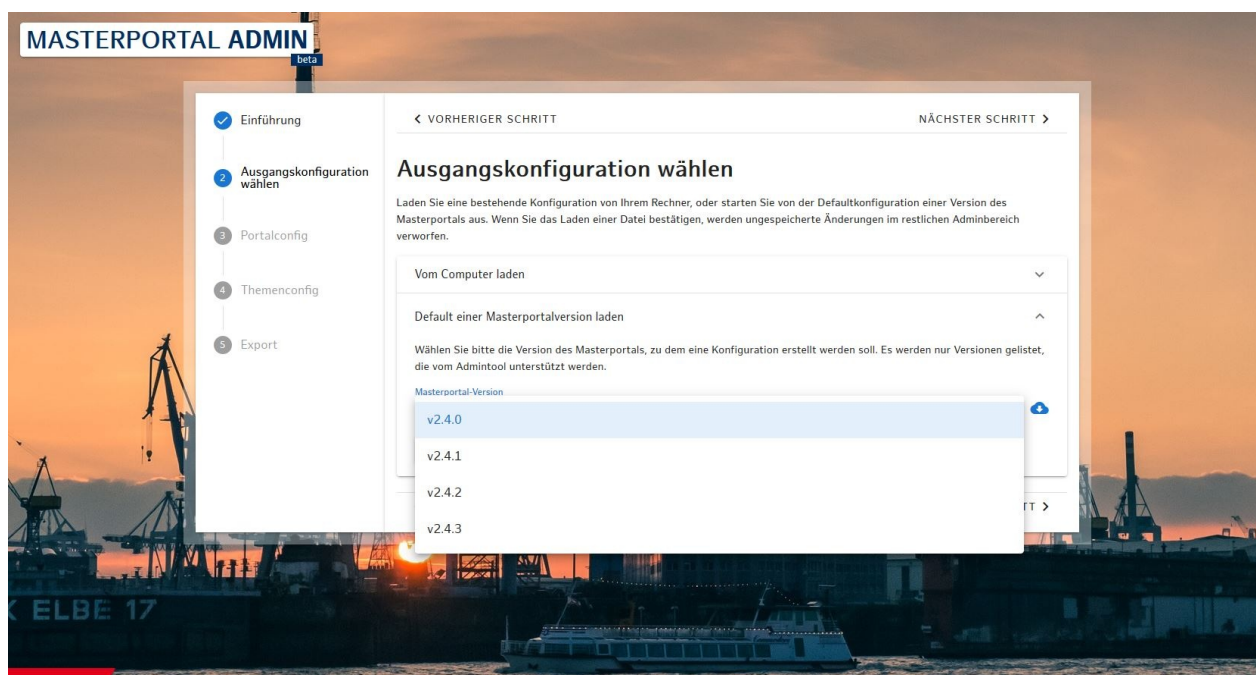 MASTERPORTAL ADMIN
beta
Einführung
2
Ausgangskonfiguration
wählen
3
Portalconfig
4
Themenconfig
5
Export
VORHERIGER SCHRITT
NÄCHSTER SCHRITT
Ausgangskonfiguration wählen
Laden Sie eine bestehende Konfiguration von Ihrem Rechner, oder starten Sie von der Defaultkonfiguration einer Version des
Masterportals aus. Wenn Sie das Laden einer Datei bestätigen, werden ungespeicherte Änderungen im restlichen Adminbereich
verworfen.
Vom Computer laden
Default einer Masterportalversion laden
Wählen Sie bitte die Version des Masterportals, zu dem eine Konfiguration erstellt werden soll. Es werden nur Versionen gelistet,
die vom Admintool unterstützt werden.
Masterportal-Version
v2.4.0
v2.4.1
v2.4.2
v2.4.3
TT
K ELBE 17